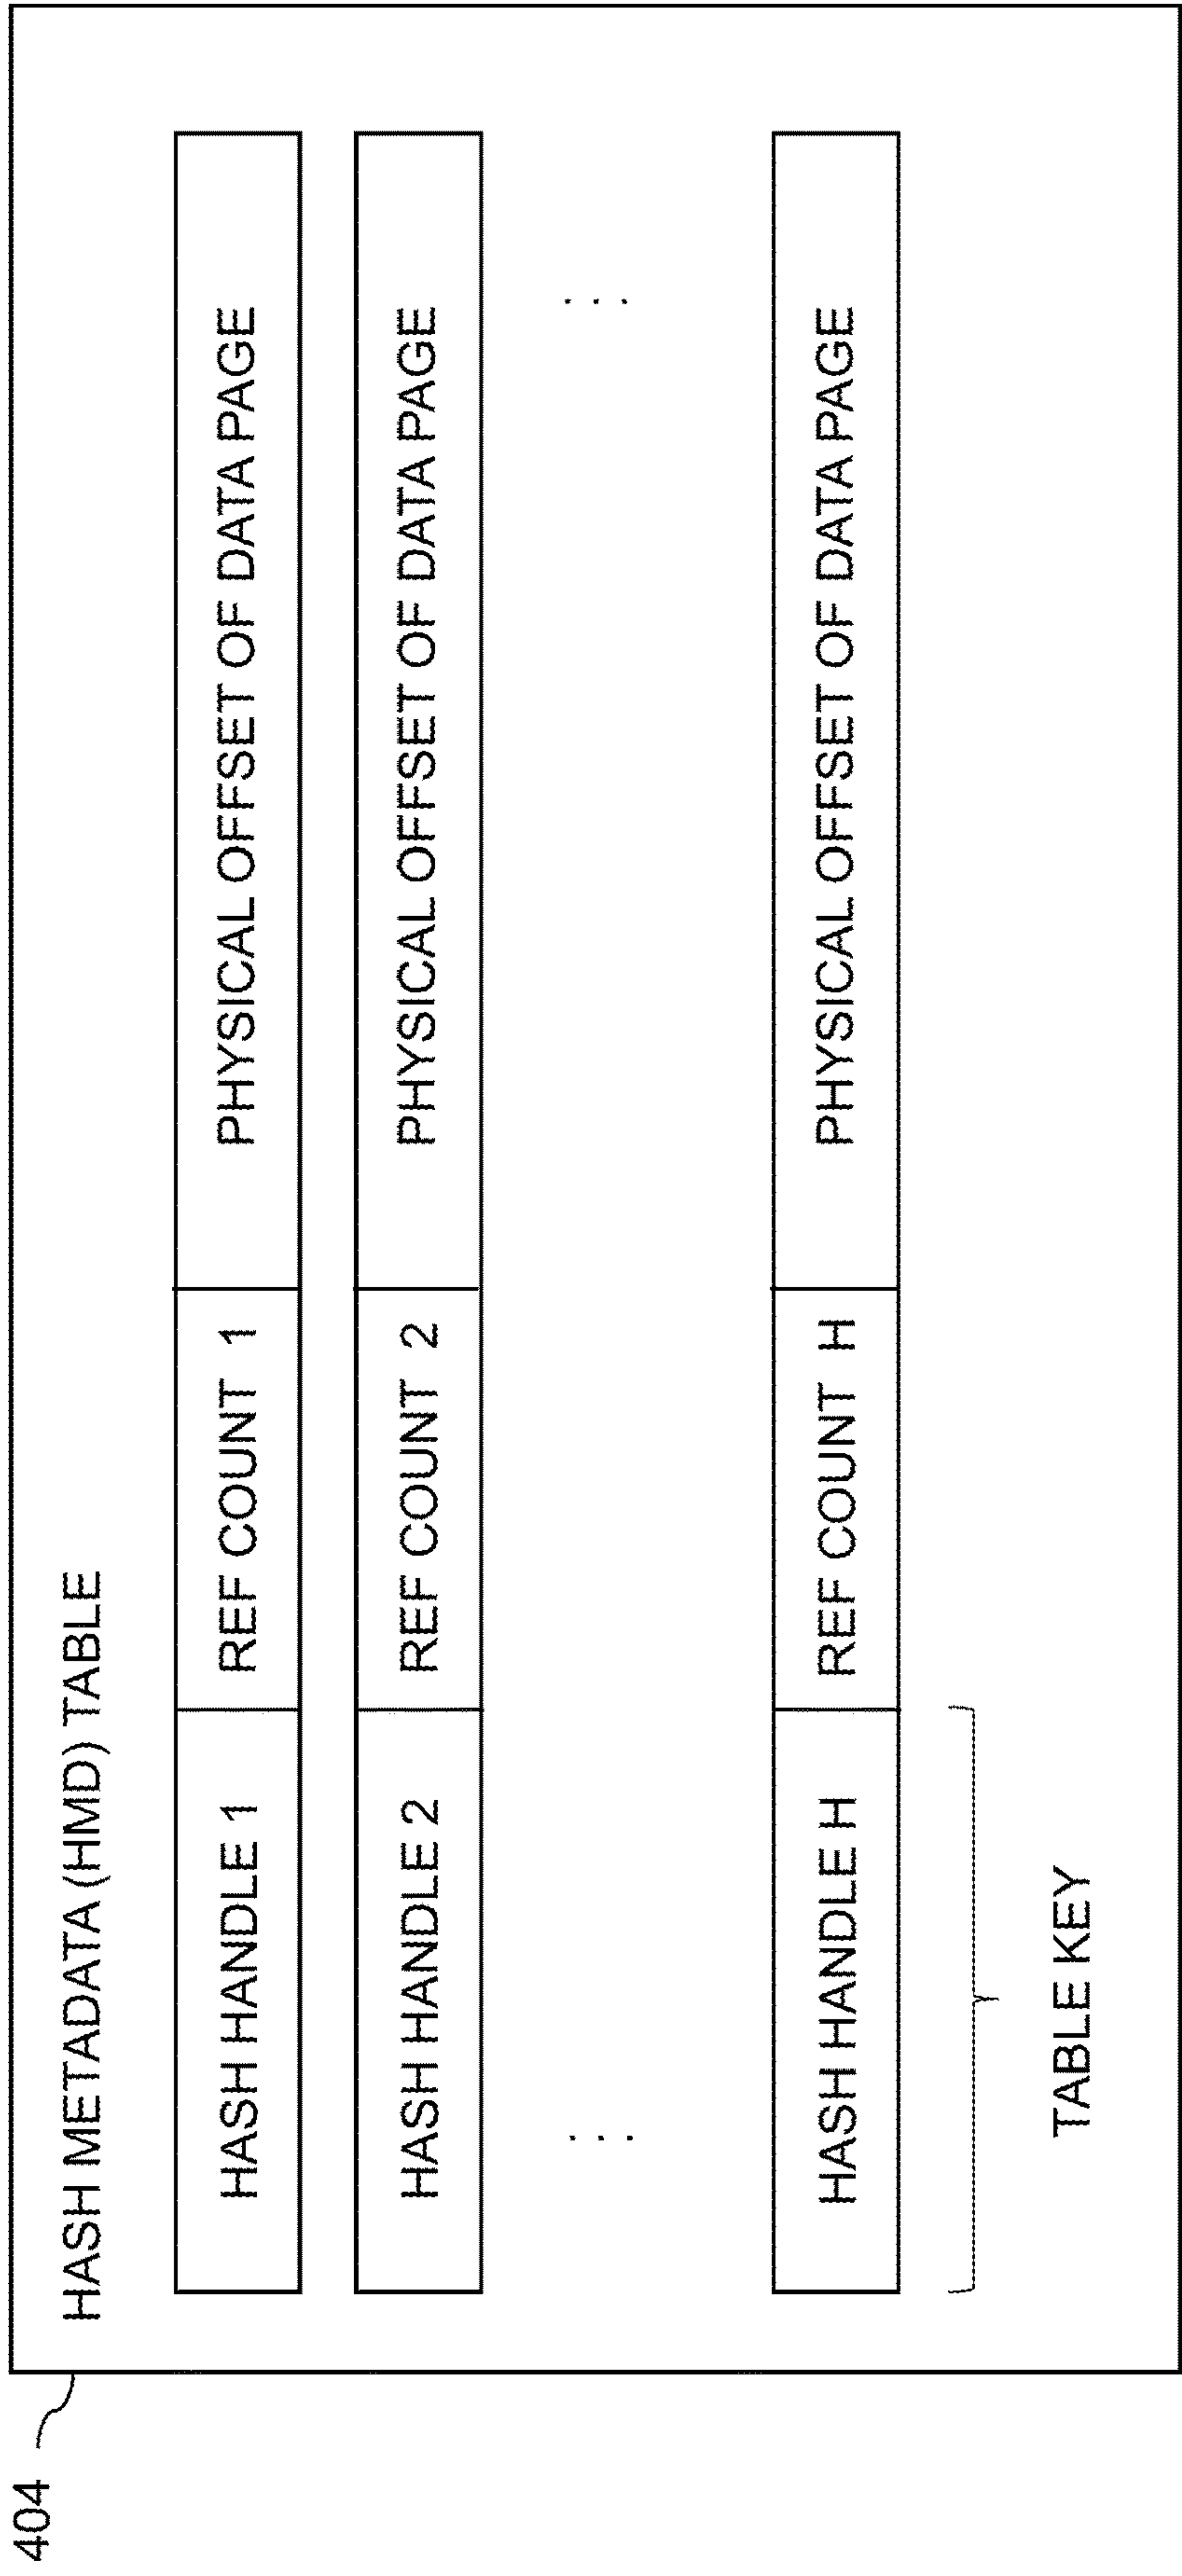 404
HASH METADATA (HMD) TABLE
HASH HANDLE 1 REF COUNT 1 PHYSICAL OFFSET OF DATA PAGE
HASH HANDLE 2 REF COUNT 2 PHYSICAL OFFSET OF DATA PAGE
. . . . . .
HASH HANDLE H REF COUNT H PHYSICAL OFFSET OF DATA PAGE
TABLE KEY